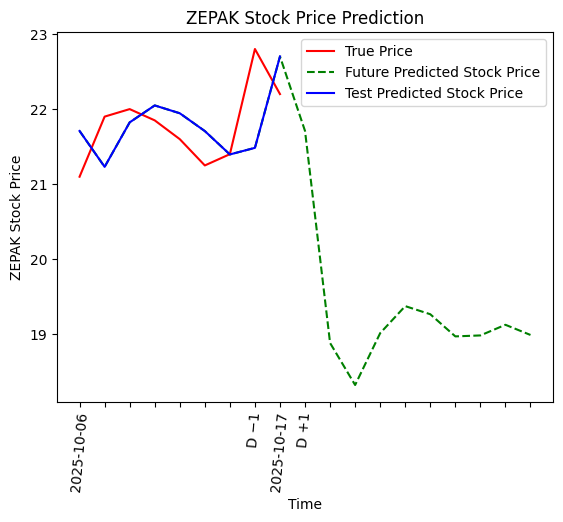 ZEPAK Stock Price Prediction
True Price
Future Predicted Stock Price
Test Predicted Stock Price
ZEPAK Stock Price
23
22
21
20
19
2025-10-06
D −1
2025-10-17
D +1
Time